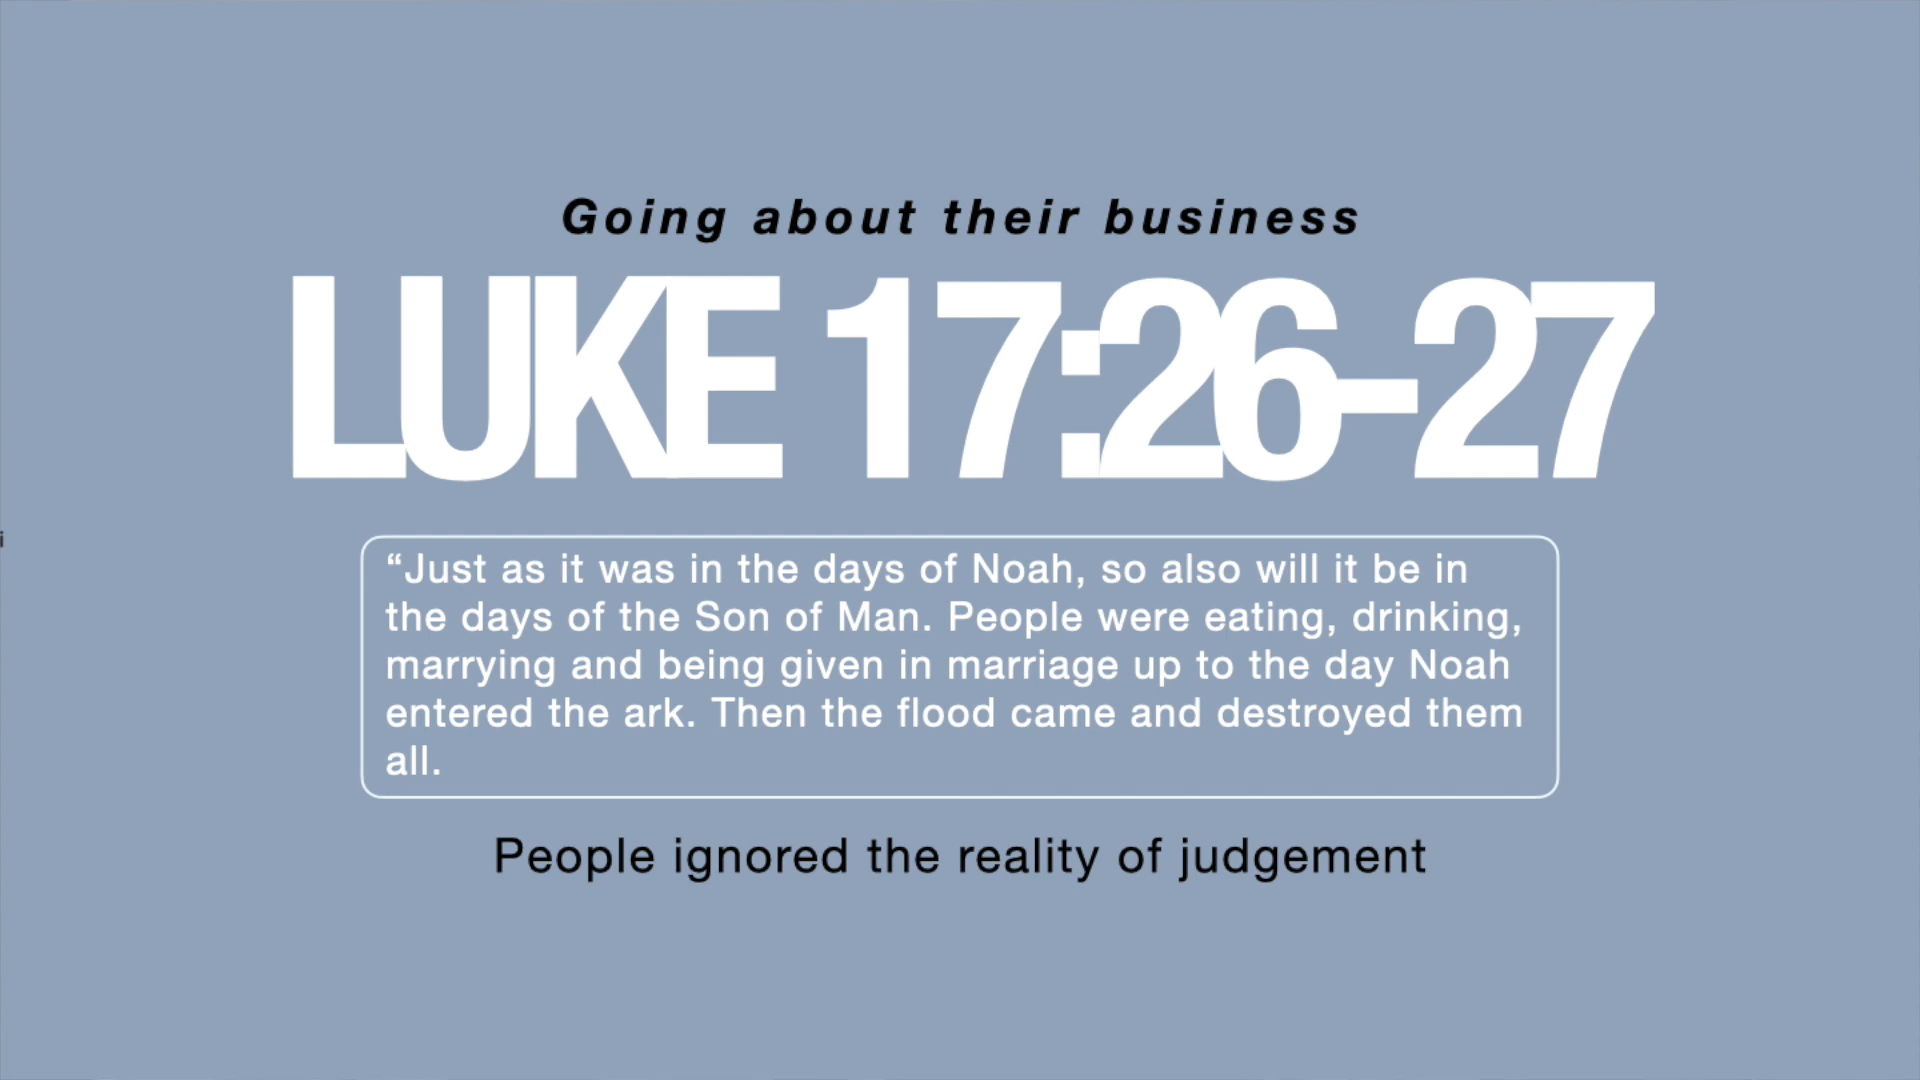 Going about their business
LUKE 17:26-27
i
“Just as it was in the days of Noah, so also will it be in
the days of the Son of Man. People were eating, drinking,
marrying and being given in marriage up to the day Noah
entered the ark. Then the flood came and destroyed them
all.
People ignored the reality of judgement